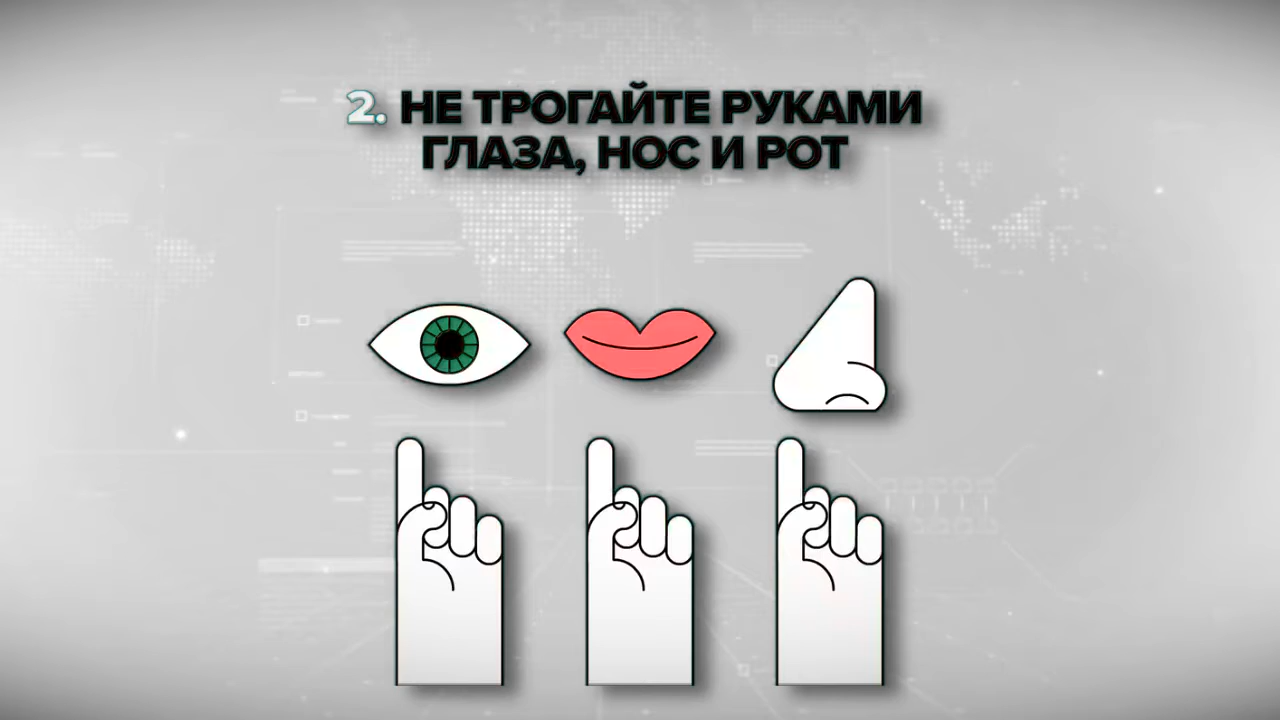 2. НЕ ТРОГАЙТЕ РУКАМИ
ГЛАЗА, НОС И РОТ